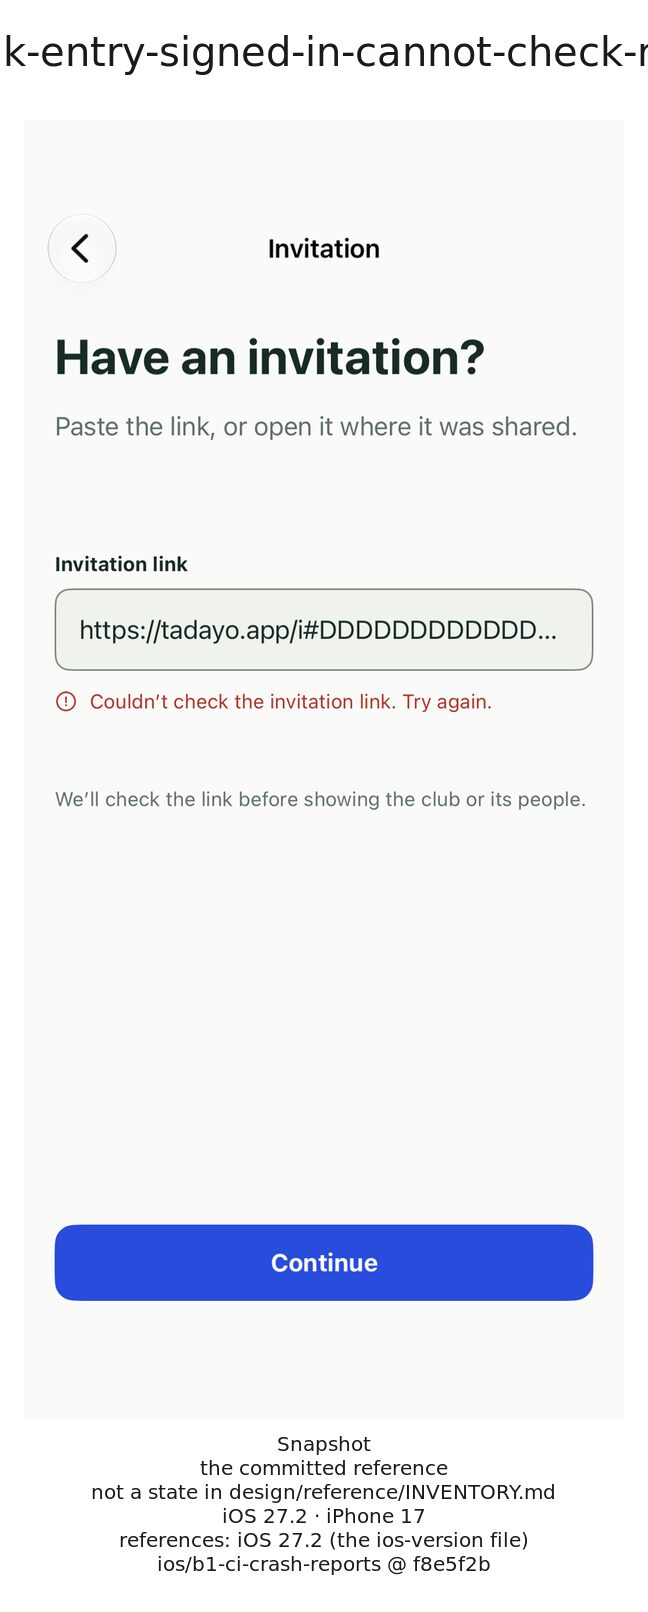 k-entry-signed-in-cannot-check-r
Invitation
Have an invitation?
Paste the link, or open it where it was shared.
Invitation link
https://tadayo.app/i#DDDDDDDDDDDD...
Couldn’t check the invitation link. Try again.
We’ll check the link before showing the club or its people.
Continue
Snapshot
the committed reference
not a state in design/reference/INVENTORY.md
iOS 27.2 · iPhone 17
references: iOS 27.2 (the ios-version file)
ios/b1-ci-crash-reports @ f8e5f2b